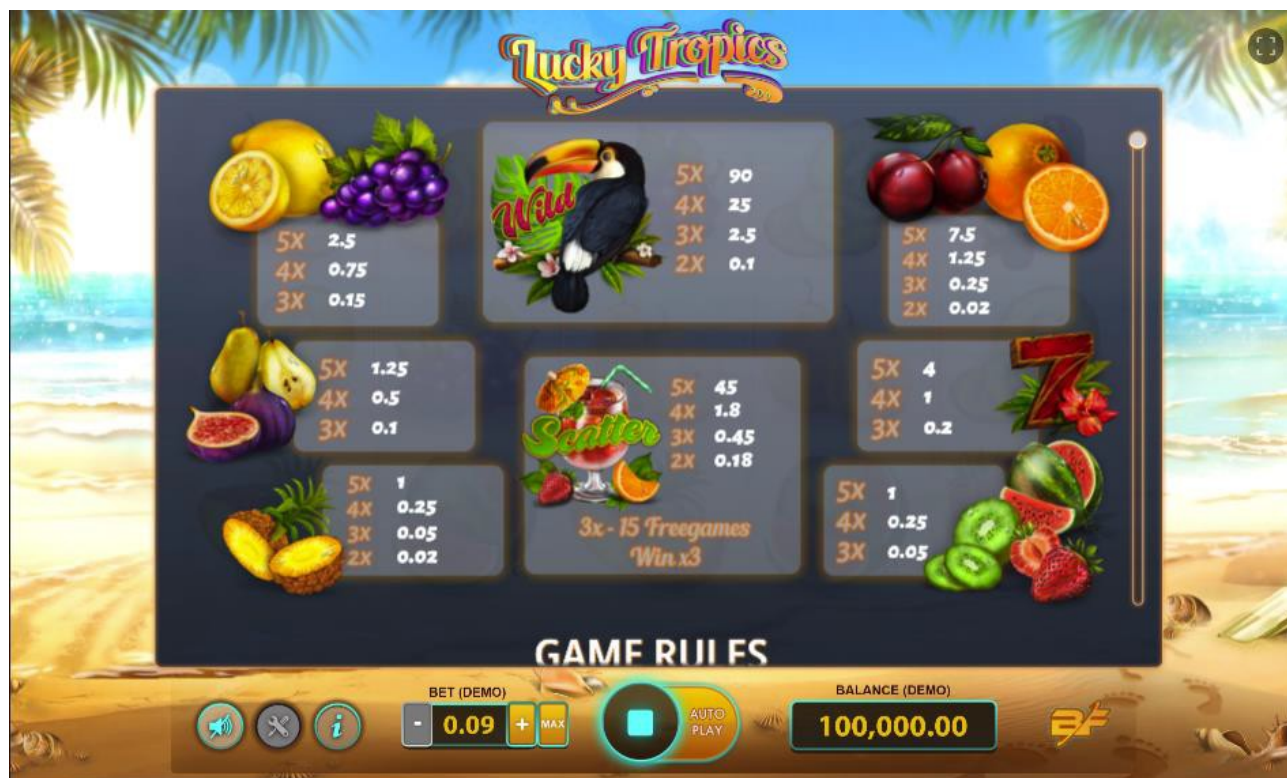 Lucky Tropics
5X 2.5
4X 0.75
3X 0.15
Wild
5X 90
4X 25
3X 2.5
2X 0.1
5X 7.5
4X 1.25
3X 0.25
2X 0.02
5X 1.25
4X 0.5
3X 0.1
Scatter
5X 45
4X 1.8
3X 0.45
2X 0.18
3x - 15 Freegames
Win x3
5X 4
4X 1
3X 0.2
7
5X 1
4X 0.25
3X 0.05
2X 0.02
5X 1
4X 0.25
3X 0.05
GAME RULES
BET (DEMO)
- 0.09 + MAX
AUTO
PLAY
BALANCE (DEMO)
100,000.00
i
BF